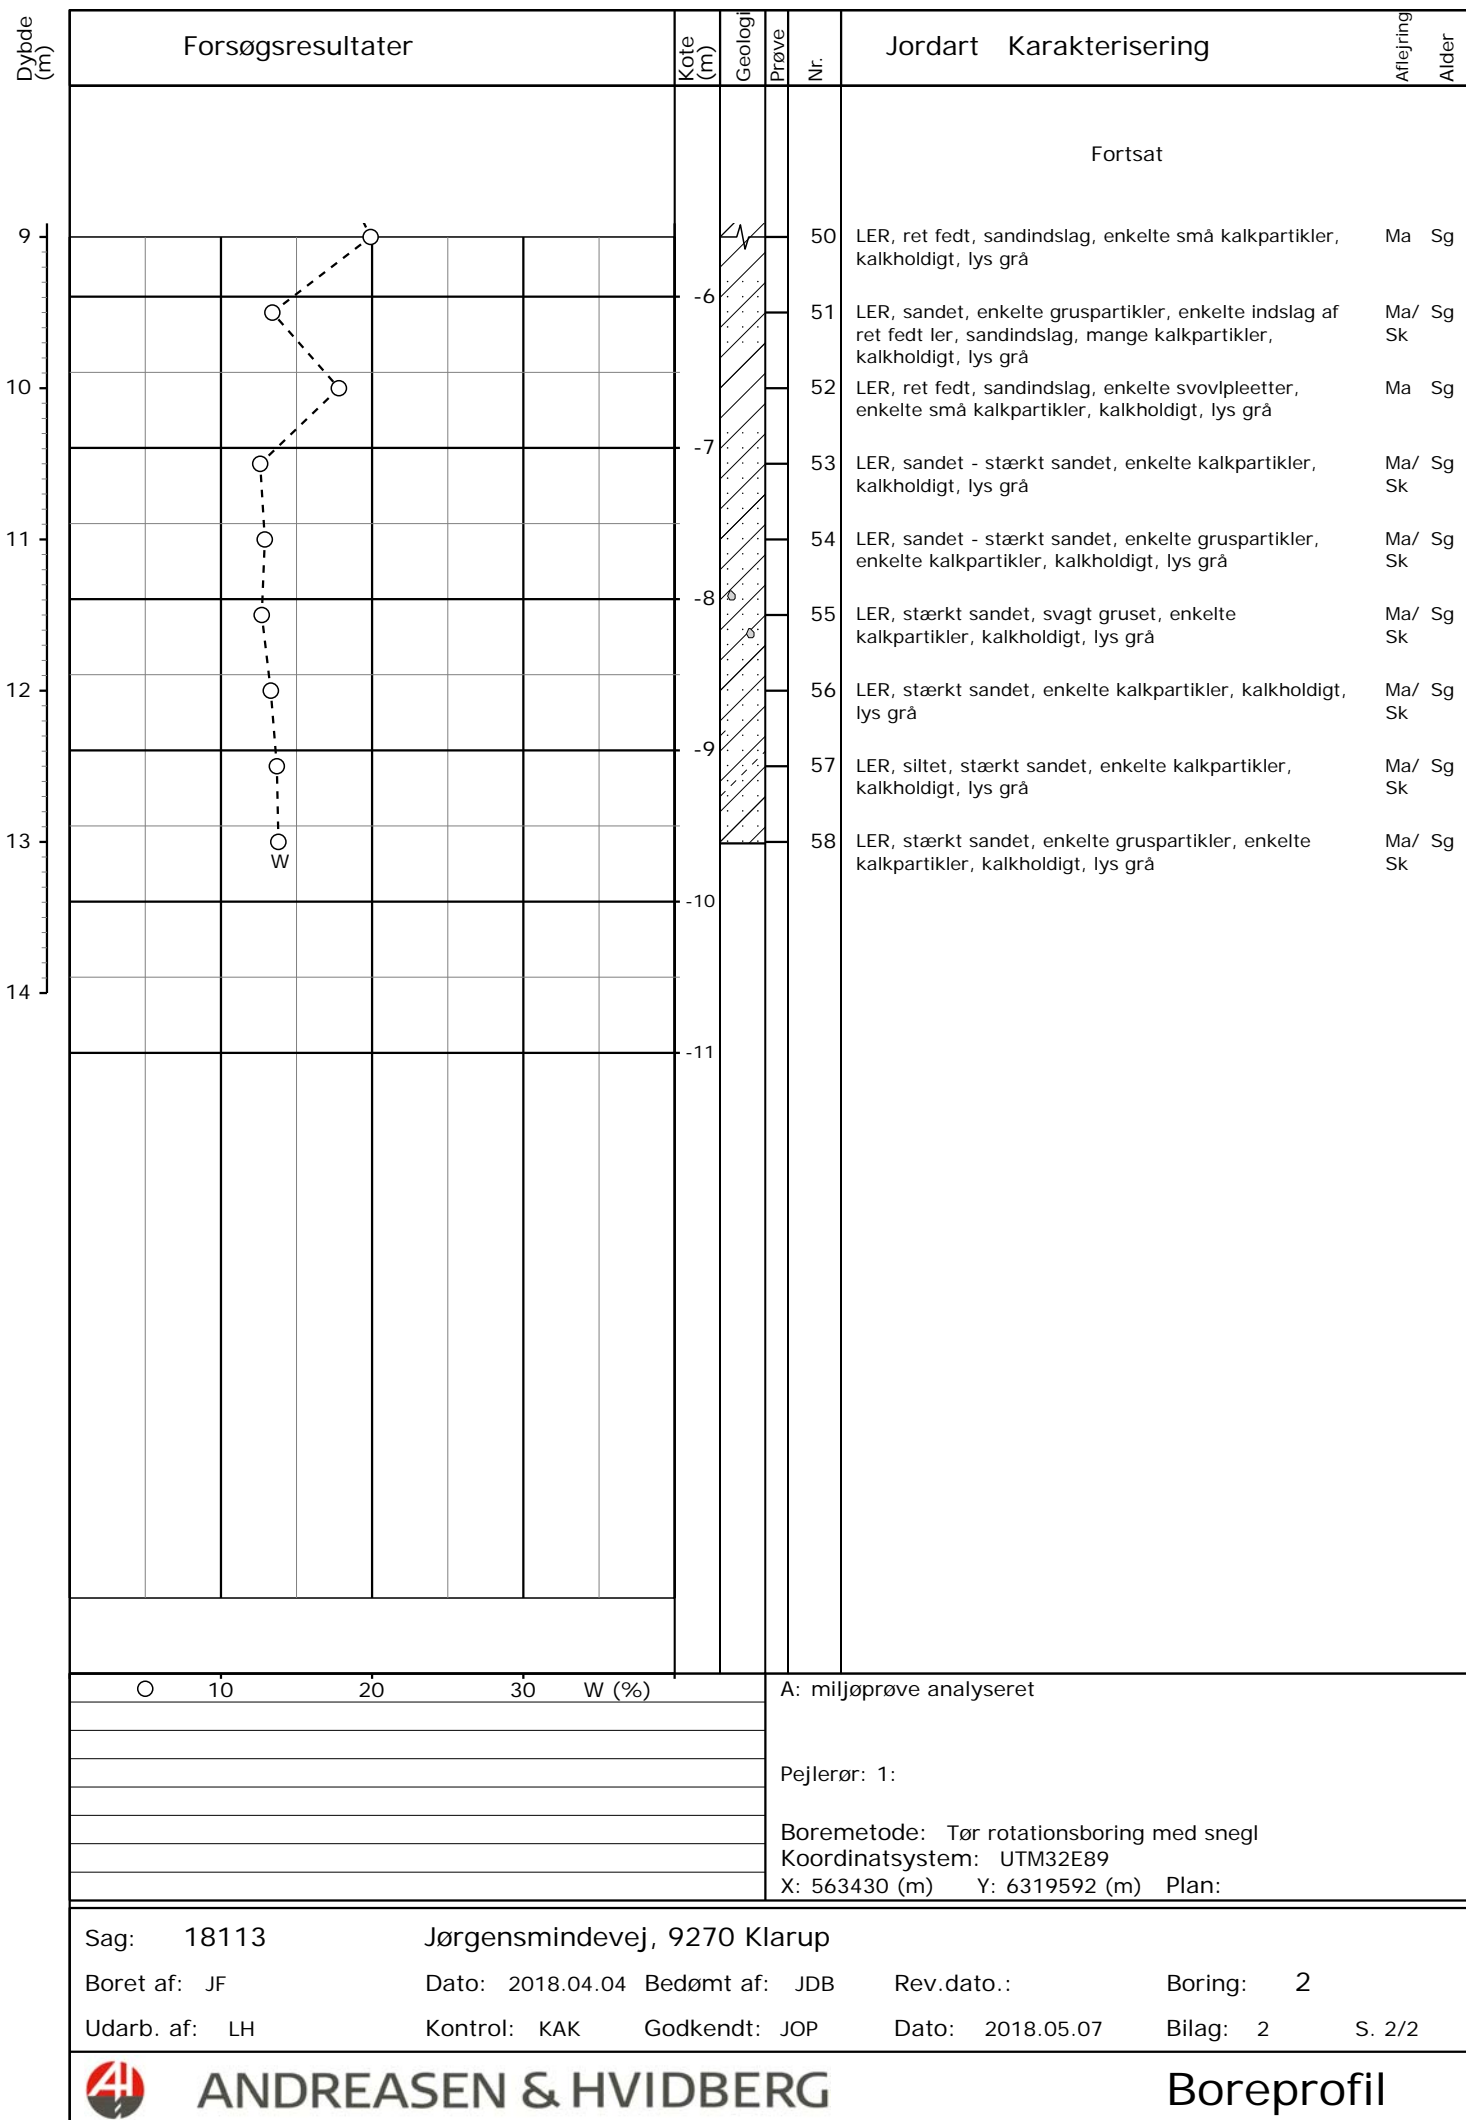 Dybde (m)
Forsøgsresultater
Kote (m)
Geologi
Prøve
Nr.
Jordart Karakterisering
Aflejring
Alder
Fortsat
9
10
11
12
13
14
W
-6
-7
-8
-9
-10
-11
50 LER, ret fedt, sandindslag, enkelte små kalkpartikler, Ma Sg
kalkholdigt, lys grå
51 LER, sandet, enkelte gruspartikler, enkelte indslag af Ma/ Sg
ret fedt ler, sandindslag, mange kalkpartikler, Sk
kalkholdigt, lys grå
52 LER, ret fedt, sandindslag, enkelte svovlpleetter, Ma Sg
enkelte små kalkpartikler, kalkholdigt, lys grå
53 LER, sandet - stærkt sandet, enkelte kalkpartikler, Ma/ Sg
kalkholdigt, lys grå Sk
54 LER, sandet - stærkt sandet, enkelte gruspartikler, Ma/ Sg
enkelte kalkpartikler, kalkholdigt, lys grå Sk
55 LER, stærkt sandet, svagt gruset, enkelte Ma/ Sg
kalkpartikler, kalkholdigt, lys grå Sk
56 LER, stærkt sandet, enkelte kalkpartikler, kalkholdigt, Ma/ Sg
lys grå Sk
57 LER, siltet, stærkt sandet, enkelte kalkpartikler, Ma/ Sg
kalkholdigt, lys grå Sk
58 LER, stærkt sandet, enkelte gruspartikler, enkelte Ma/ Sg
kalkpartikler, kalkholdigt, lys grå Sk
10 20 30 W (%)
A: miljøprøve analyseret
Pejlerør: 1:
Boremetode: Tør rotationsboring med snegl
Koordinatsystem: UTM32E89
X: 563430 (m) Y: 6319592 (m) Plan:
Sag: 18113 Jørgensmindevej, 9270 Klarup
Boret af: JF Dato: 2018.04.04 Bedømt af: JDB Rev.dato.: Boring: 2
Udarb. af: LH Kontrol: KAK Godkendt: JOP Dato: 2018.05.07 Bilag: 2 S. 2/2
ANDREASEN & HVIDBERG Boreprofil